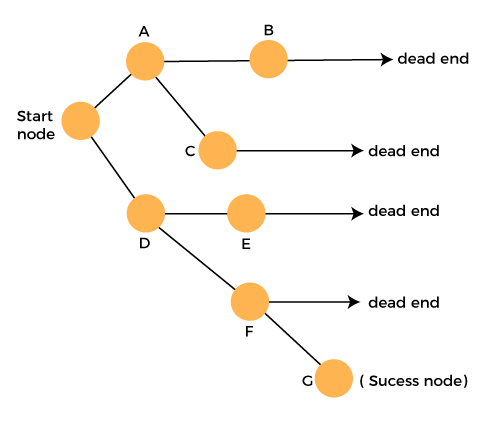 A
B
dead end
Start
node
C
dead end
dead end
D
E
dead end
F
G
( Sucess node)